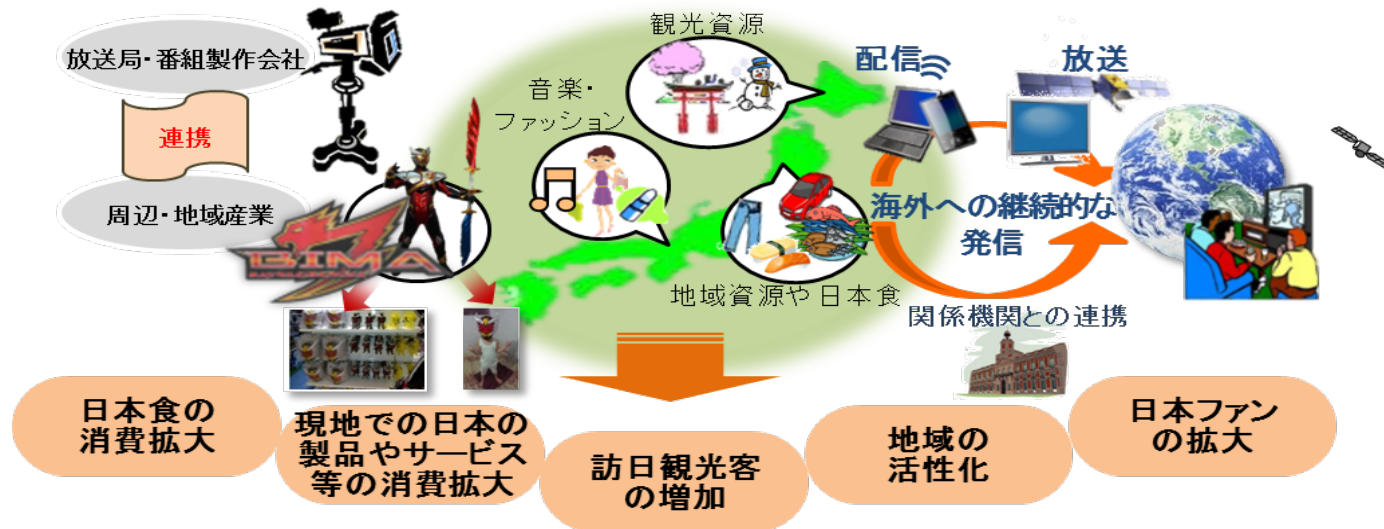 放送局・番組製作会社
連携
周辺・地域産業
BIMA
音楽・
ファッション
観光資源
地域資源や日本食
配信
放送
海外への継続的な
発信
関係機関との連携
日本食の
消費拡大
現地での日本の
製品やサービス
等の消費拡大
訪日観光客
の増加
地域の
活性化
日本ファン
の拡大